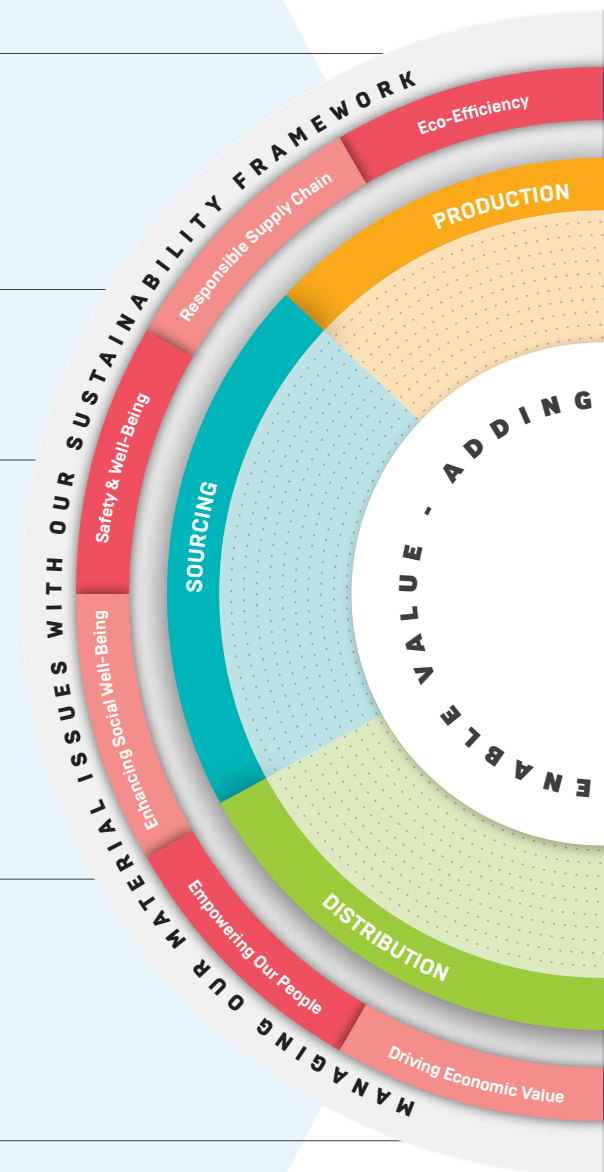 MANAGING OUR MATERIAL ISSUES WITH OUR SUSTAINABILITY FRAMEWORK
Eco-Efficiency
Responsible Supply Chain
Safety & Well-Being
Enhancing Social Well-Being
Empowering Our People
Driving Economic Value
PRODUCTION
SOURCING
DISTRIBUTION
ENABLE VALUE - ADDING